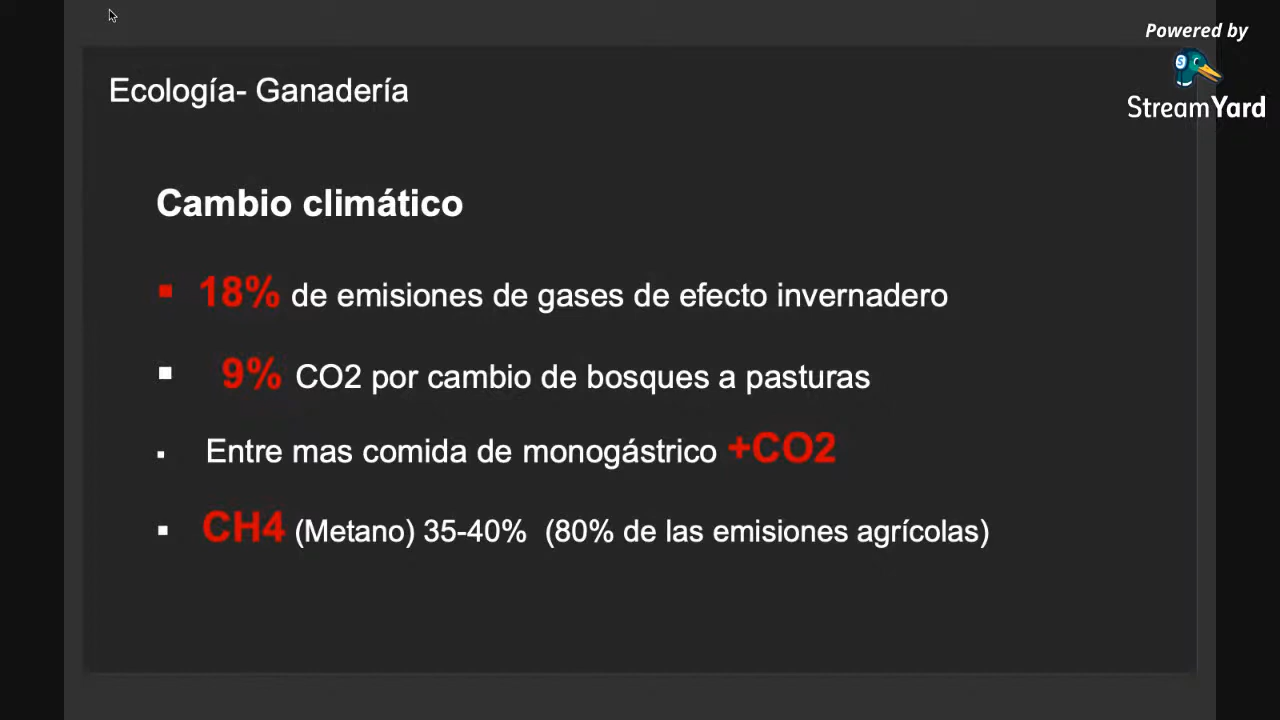 Powered by
StreamYard
Ecología- Ganadería
Cambio climático
18% de emisiones de gases de efecto invernadero
9% CO2 por cambio de bosques a pasturas
Entre mas comida de monogástrico +CO2
CH4 (Metano) 35-40% (80% de las emisiones agrícolas)